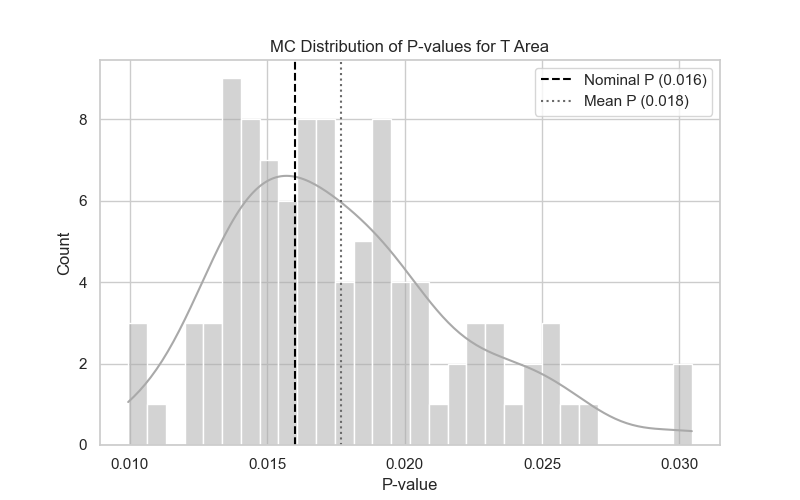 MC Distribution of P-values for T Area
Nominal P (0.016)
Mean P (0.018)
Count
8
6
4
2
0
0.010 0.015 0.020 0.025 0.030
P-value